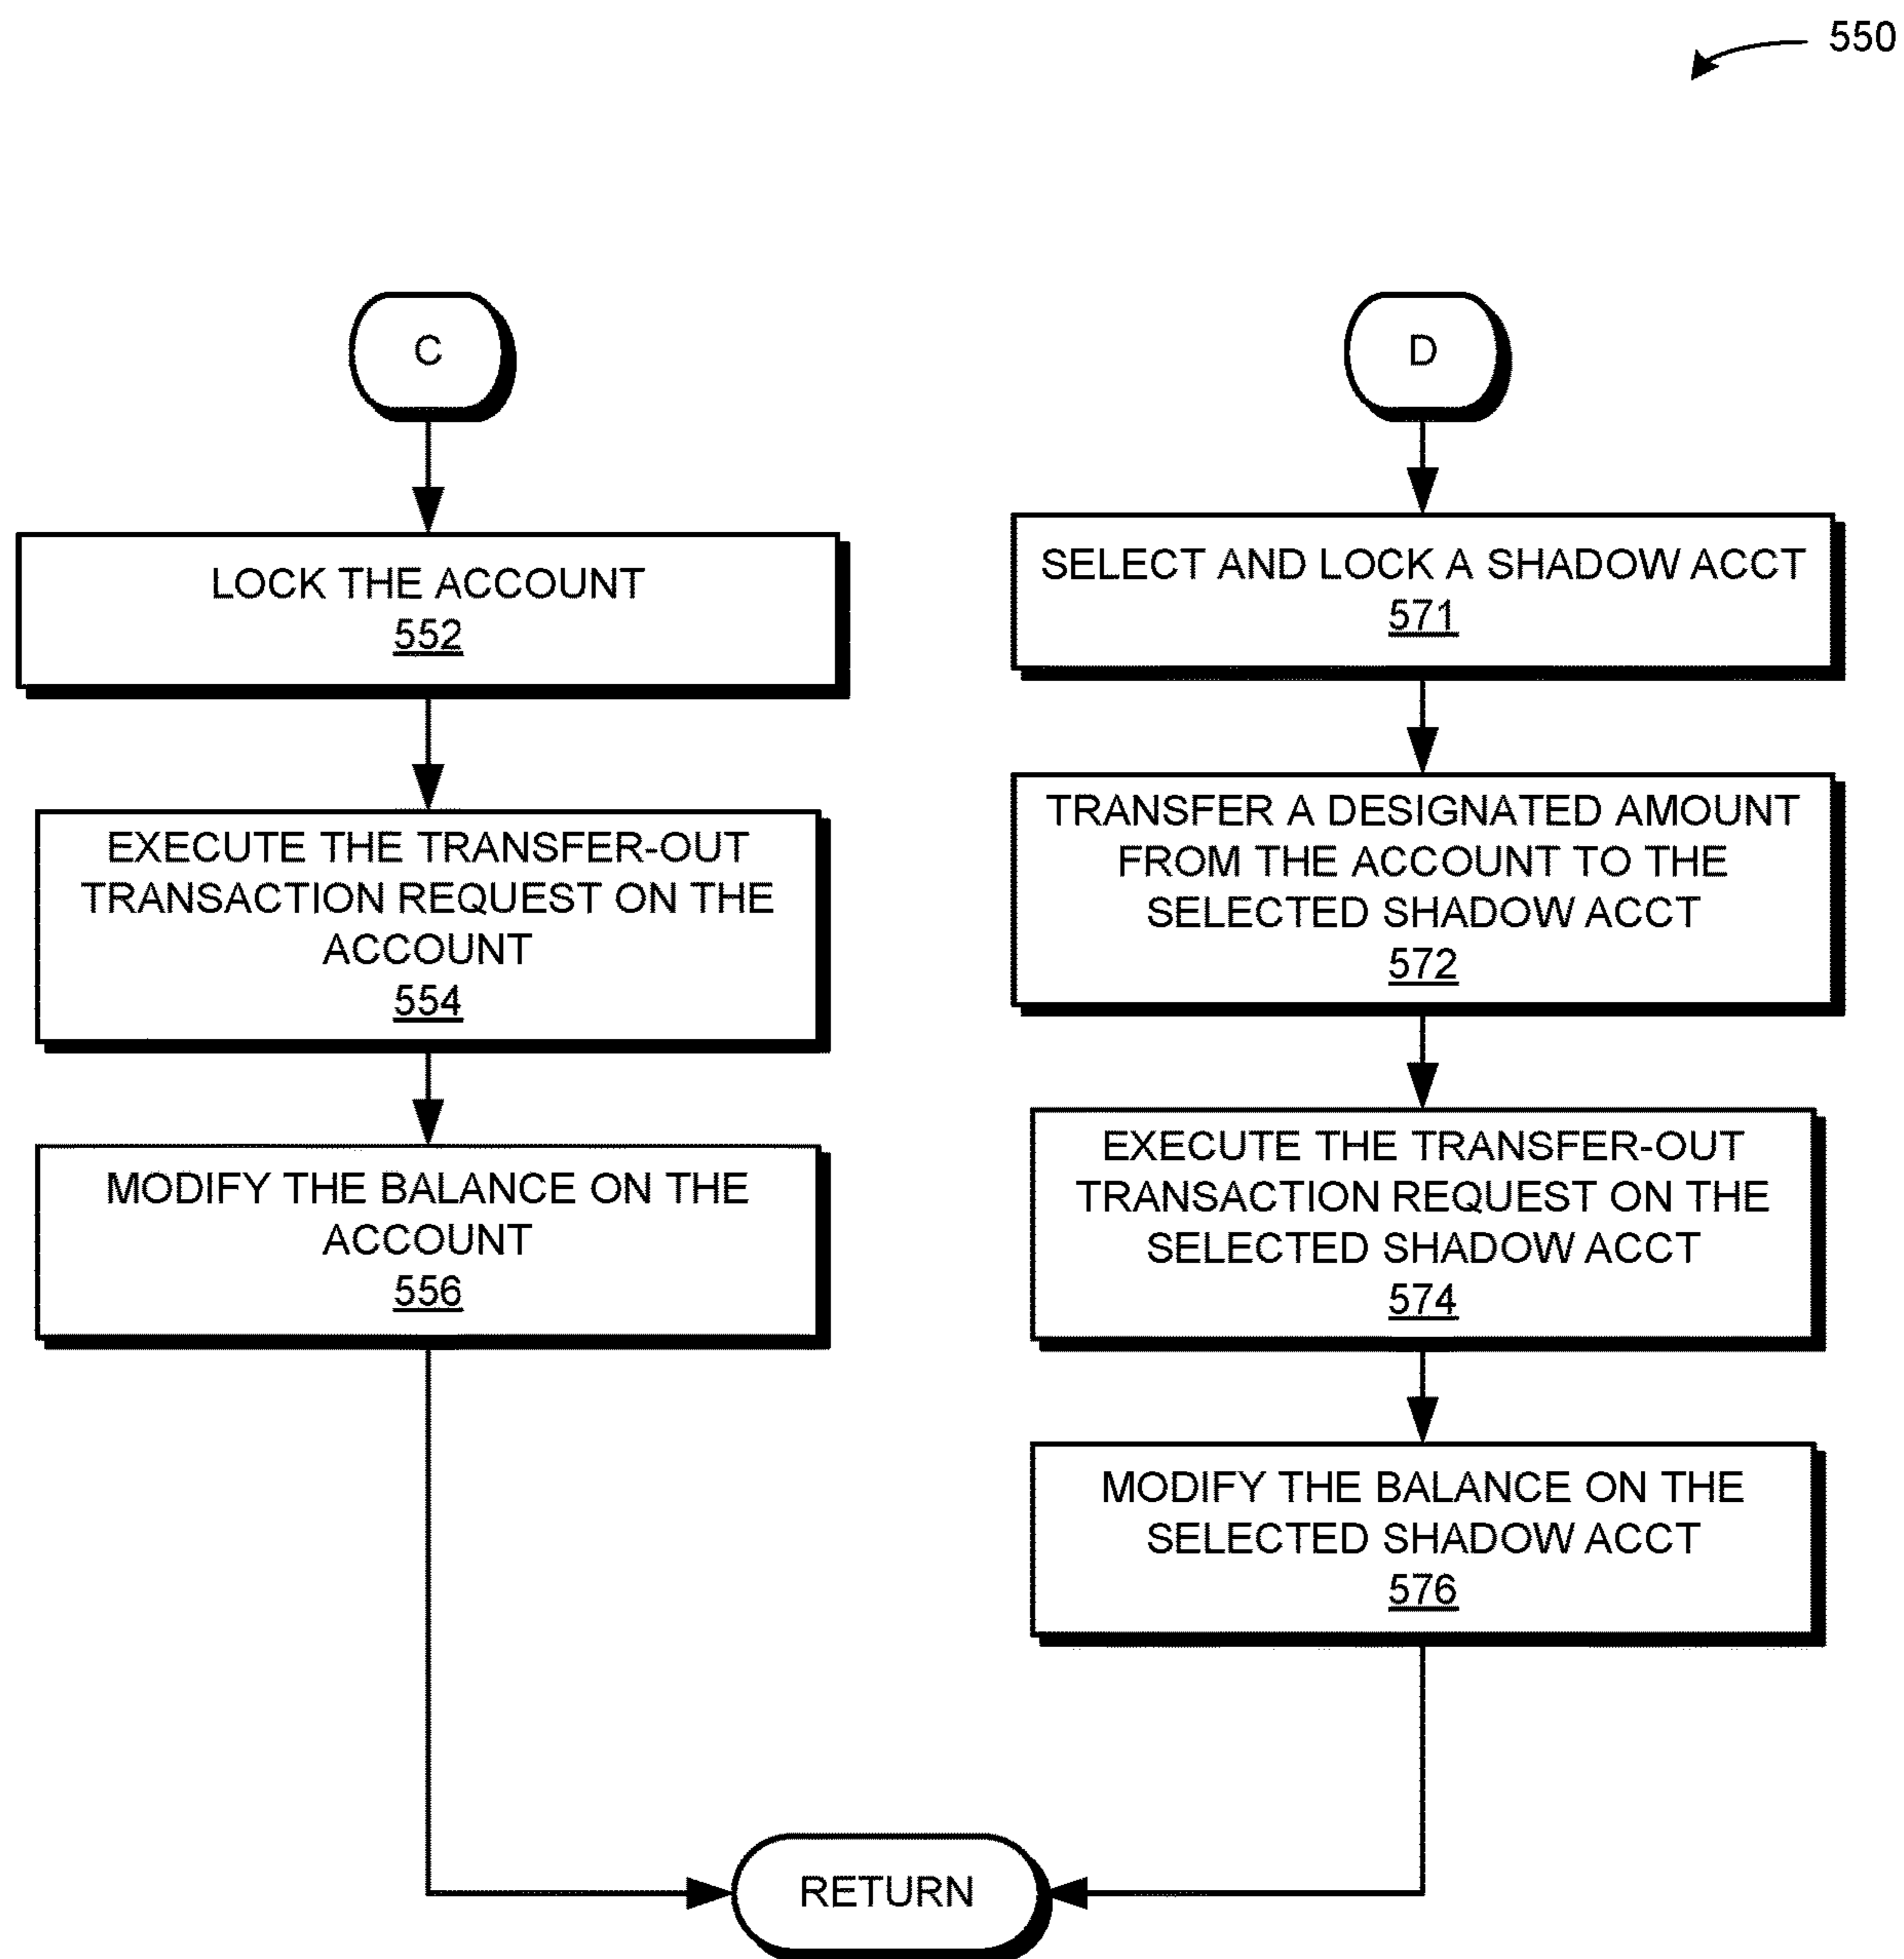 550
C
LOCK THE ACCOUNT
552
EXECUTE THE TRANSFER-OUT
TRANSACTION REQUEST ON THE
ACCOUNT
554
MODIFY THE BALANCE ON THE
ACCOUNT
556
D
SELECT AND LOCK A SHADOW ACCT
571
TRANSFER A DESIGNATED AMOUNT
FROM THE ACCOUNT TO THE
SELECTED SHADOW ACCT
572
EXECUTE THE TRANSFER-OUT
TRANSACTION REQUEST ON THE
SELECTED SHADOW ACCT
574
MODIFY THE BALANCE ON THE
SELECTED SHADOW ACCT
576
RETURN